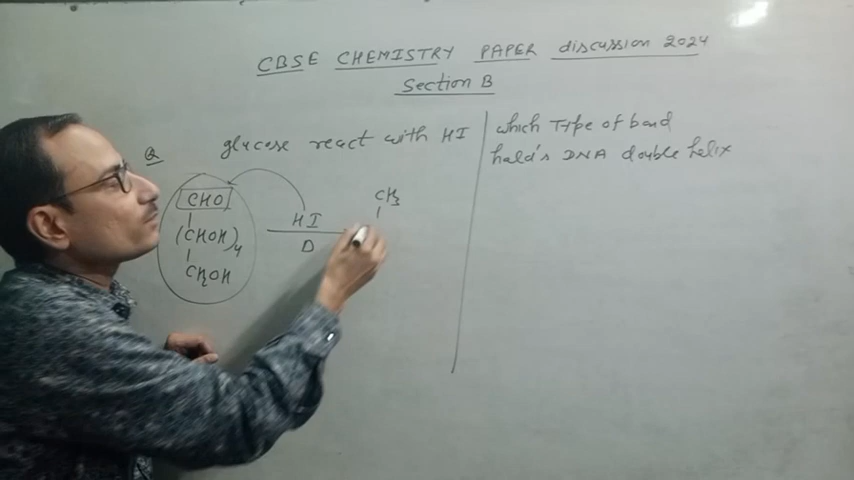 CBSE CHEMISTRY PAPER discussion 2024
Section B
Q glucose react with HI
CHO
(CHOH)4
CH2OH
HI
Δ
CH3
which Type of bond
hold's DNA double helix